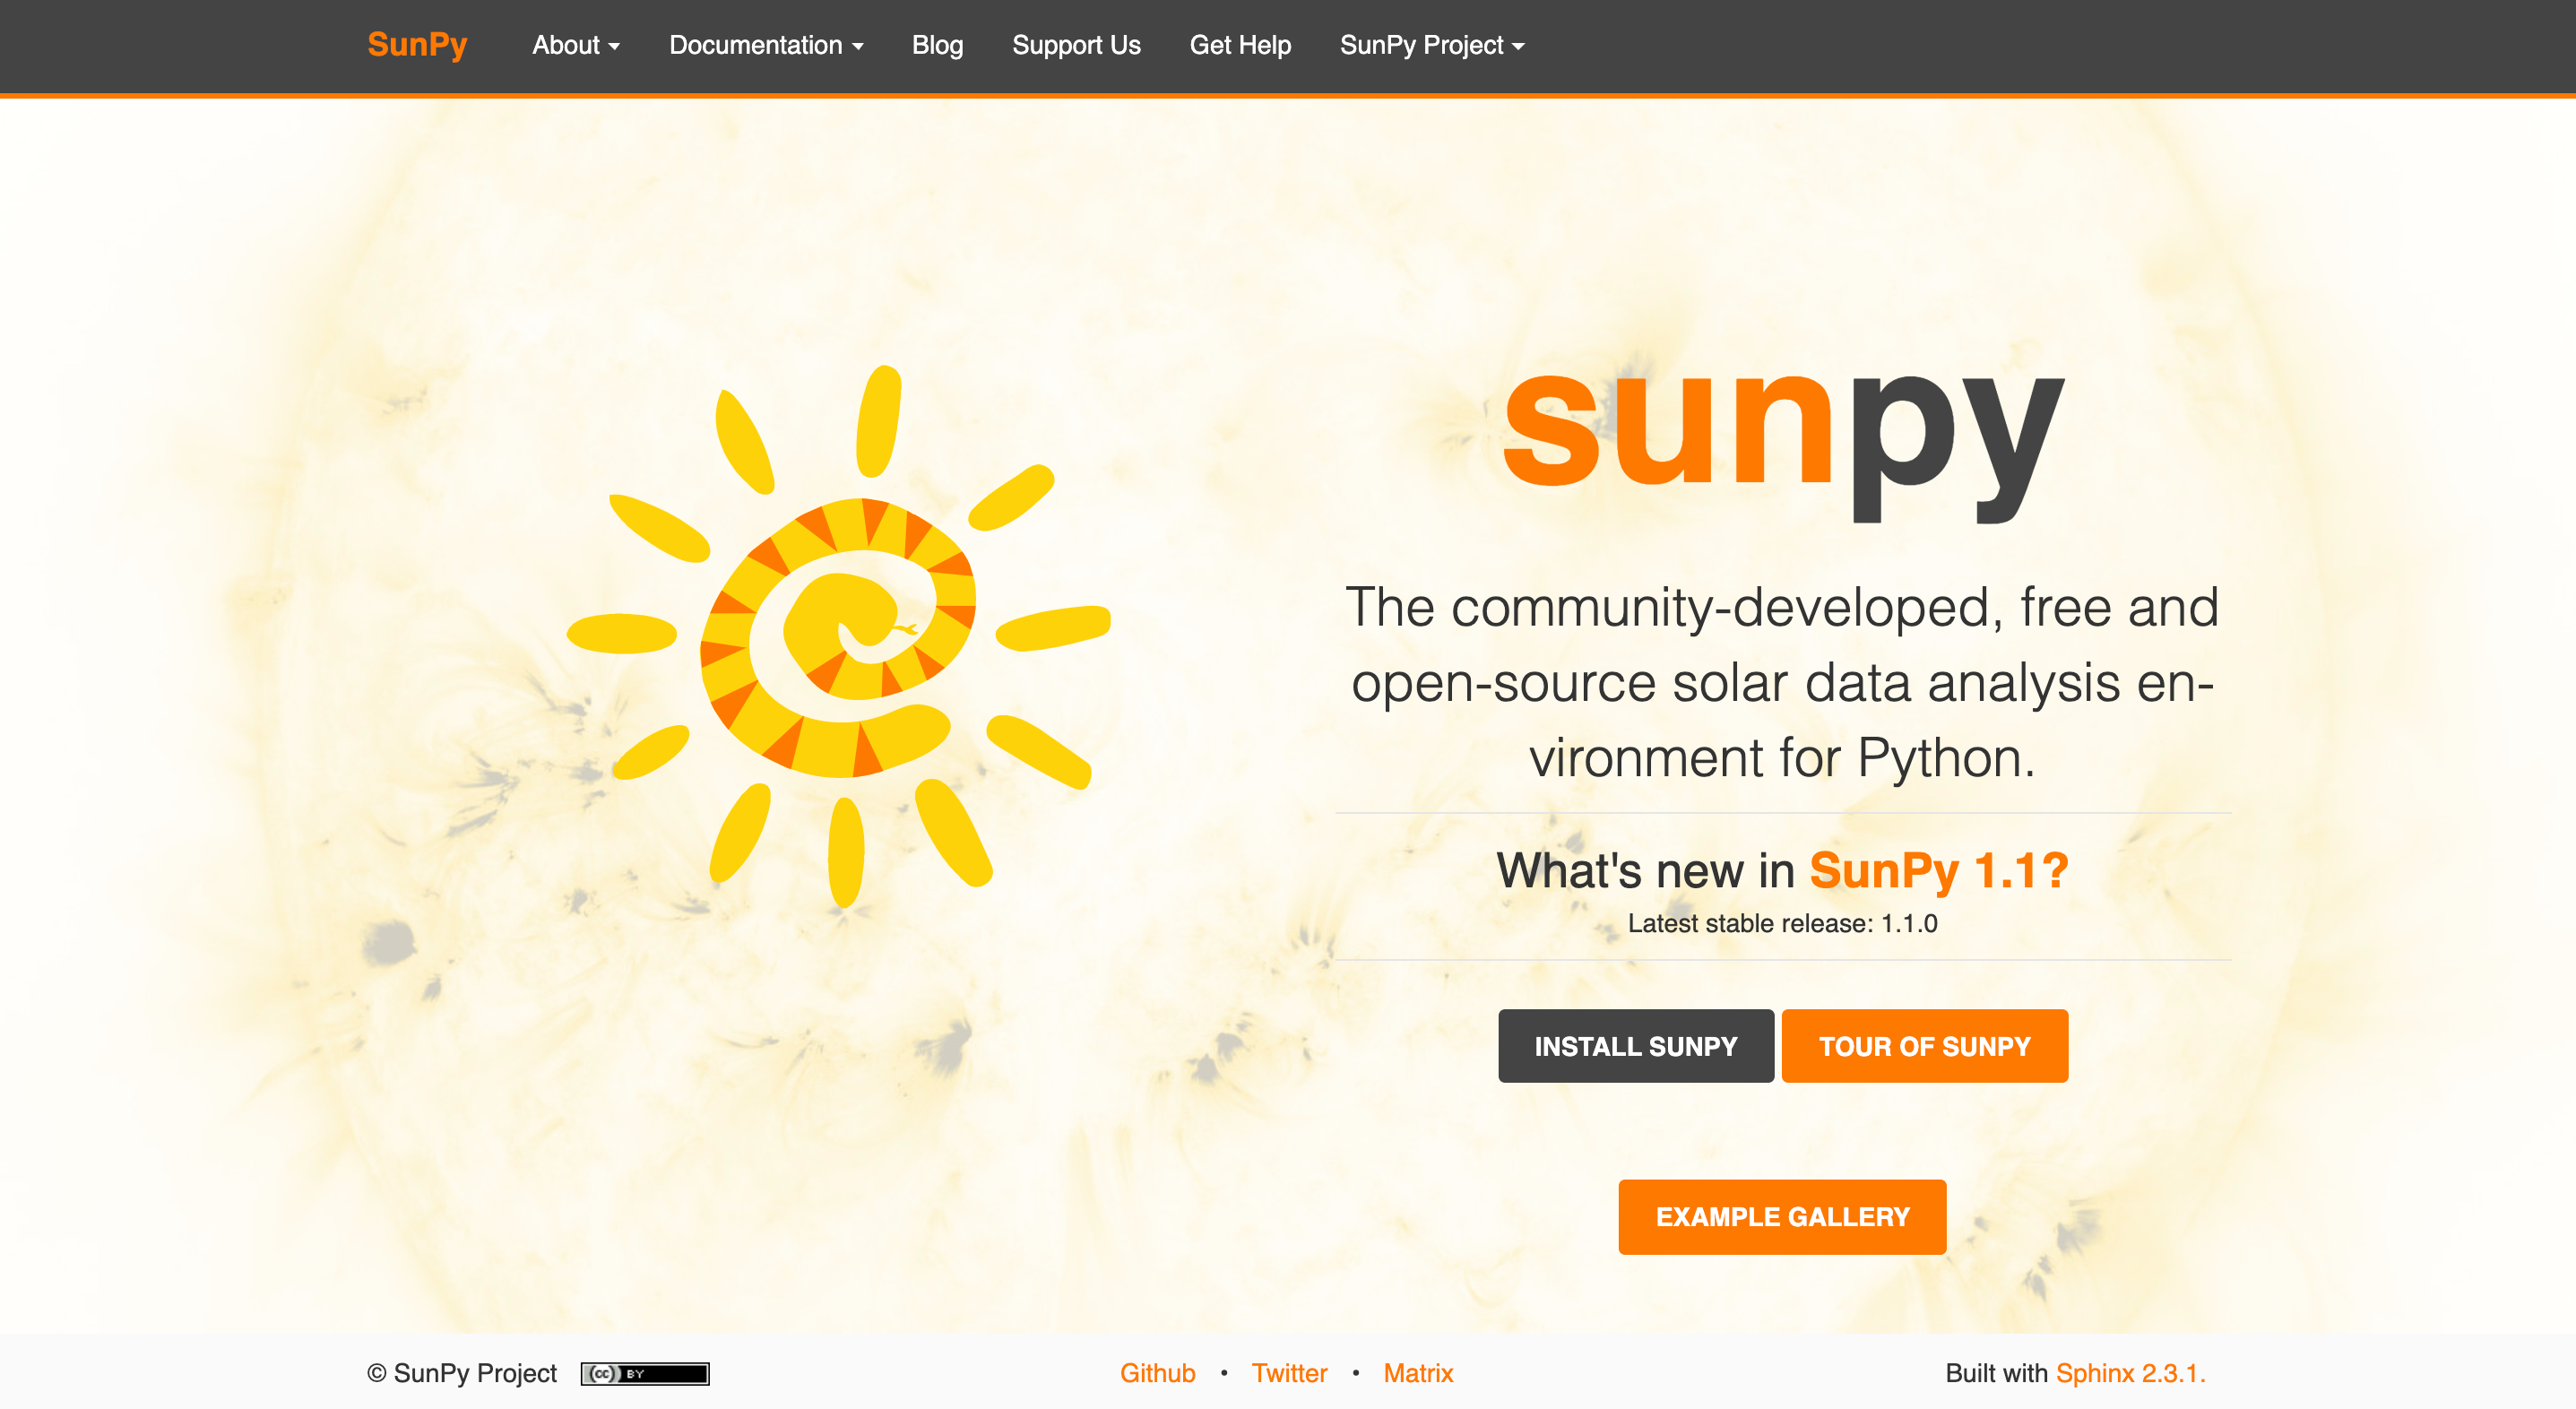 SunPy About Documentation Blog Support Us Get Help SunPy Project
sunpy
The community-developed, free and
open-source solar data analysis en-
vironment for Python.
What's new in SunPy 1.1?
Latest stable release: 1.1.0
INSTALL SUNPY TOUR OF SUNPY
EXAMPLE GALLERY
© SunPy Project (cc) BY Github • Twitter • Matrix Built with Sphinx 2.3.1.